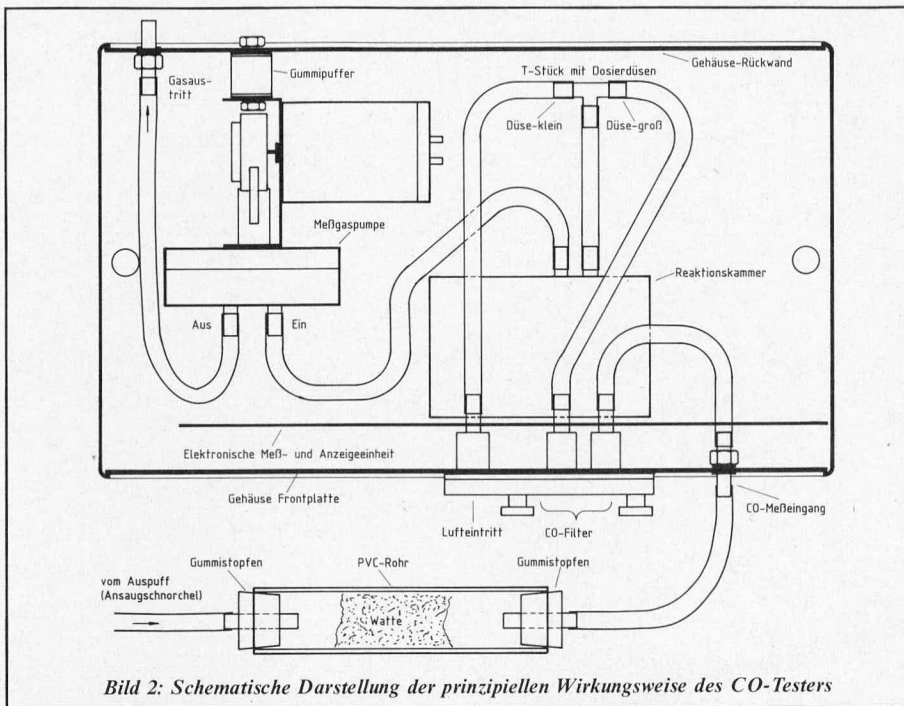 Gasaus-
tritt
Gummipuffer
T-Stück mit Dosierdüsen
Gehäuse-Rückwand
Düse-klein
Düse-groß
Meßgaspumpe
Reaktionskammer
Aus
Ein
Elektronische Meß- und Anzeigeeinheit
Gehäuse Frontplatte
Lufteintritt
CO-Filter
CO-Meßeingang
vom Auspuff
(Ansaugschnorchel)
Gummistopfen
PVC-Rohr
Gummistopfen
Watte
Bild 2: Schematische Darstellung der prinzipiellen Wirkungsweise des CO-Testers